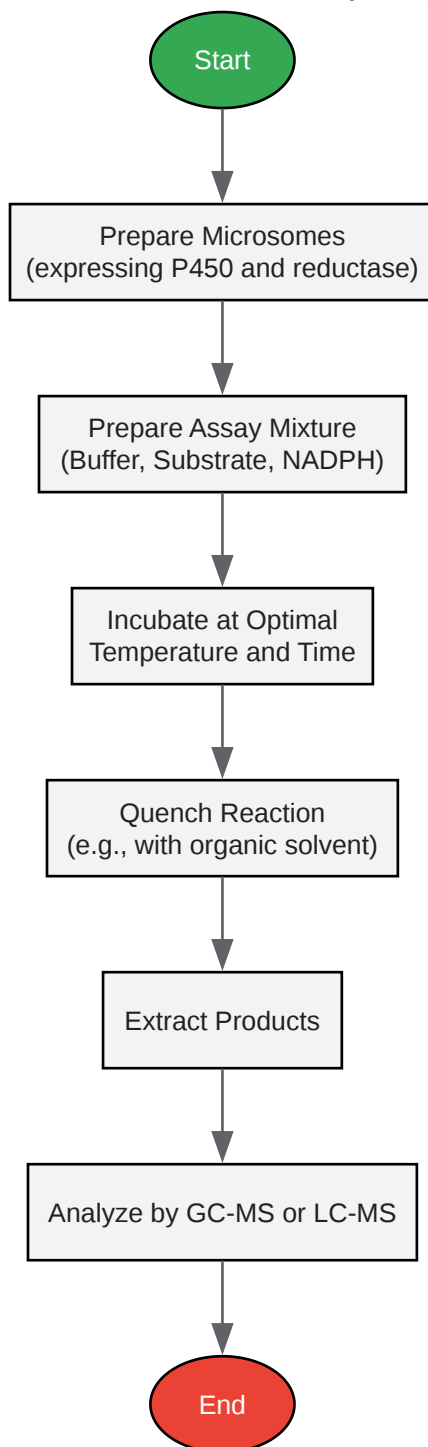 Start
Prepare Microsomes
(expressing P450 and reductase)
Prepare Assay Mixture
(Buffer, Substrate, NADPH)
Incubate at Optimal
Temperature and Time
Quench Reaction
(e.g., with organic solvent)
Extract Products
Analyze by GC-MS or LC-MS
End